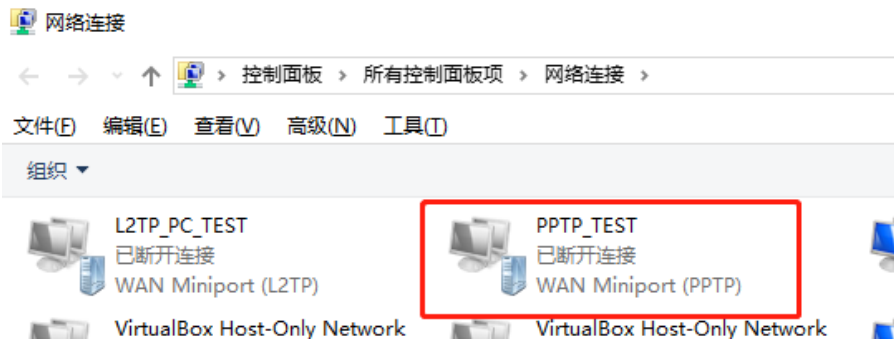 网络连接
控制面板 › 所有控制面板项 › 网络连接 ›
文件(F) 编辑(E) 查看(V) 高级(N) 工具(T)
组织
L2TP_PC_TEST
已断开连接
WAN Miniport (L2TP)
PPTP_TEST
已断开连接
WAN Miniport (PPTP)
VirtualBox Host-Only Network
VirtualBox Host-Only Network